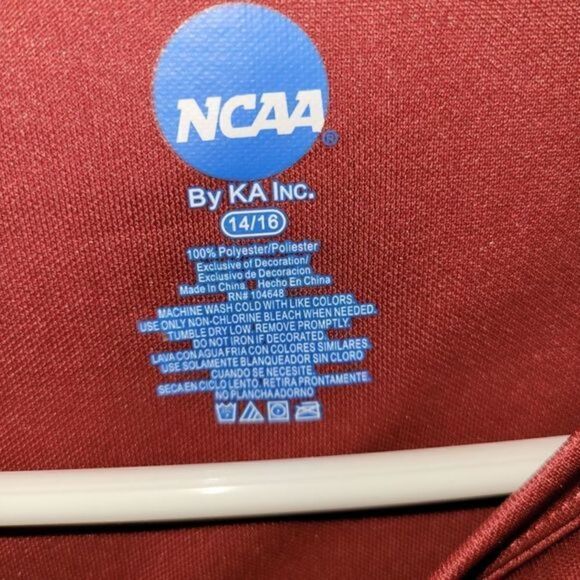 NCAA®
By KA Inc.
14/16
100% Polyester/Poliester
Exclusive of Decoration/
Exclusivo de Decoracion
Made In China Hecho En China
RN# 104648
MACHINE WASH COLD WITH LIKE COLORS.
USE ONLY NON-CHLORINE BLEACH WHEN NEEDED.
TUMBLE DRY LOW. REMOVE PROMPTLY.
DO NOT IRON IF DECORATED.
LAVA CON AGUA FRIA CON COLORES SIMILARES.
USE SOLAMENTE BLANQUEADOR SIN CLORO
CUANDO SE NECESITE.
SECA EN CICLO LENTO. RETIRA PRONTAMENTE.
NO PLANCHA ADORNO